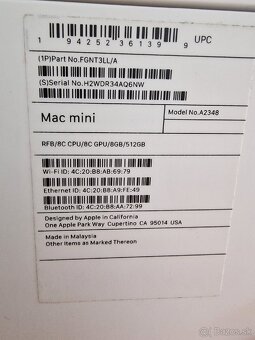 1 94252 36139 9 UPC
(1P)Part No.FGNT3LL/A
(S)Serial No.H2WDR34AQ6NW
Mac mini
Model No.A2348
RFB/8C CPU/8C GPU/8GB/512GB
Wi-Fi ID: 4C:20:B8:AB:69:79
Ethernet ID: 4C:20:B8:A9:FE:49
Bluetooth ID: 4C:20:B8:AA:72:99
Designed by Apple in California
One Apple Park Way, Cupertino CA 95014 USA
Made in Malaysia
Other Items as Marked Thereon
Bazos.sk